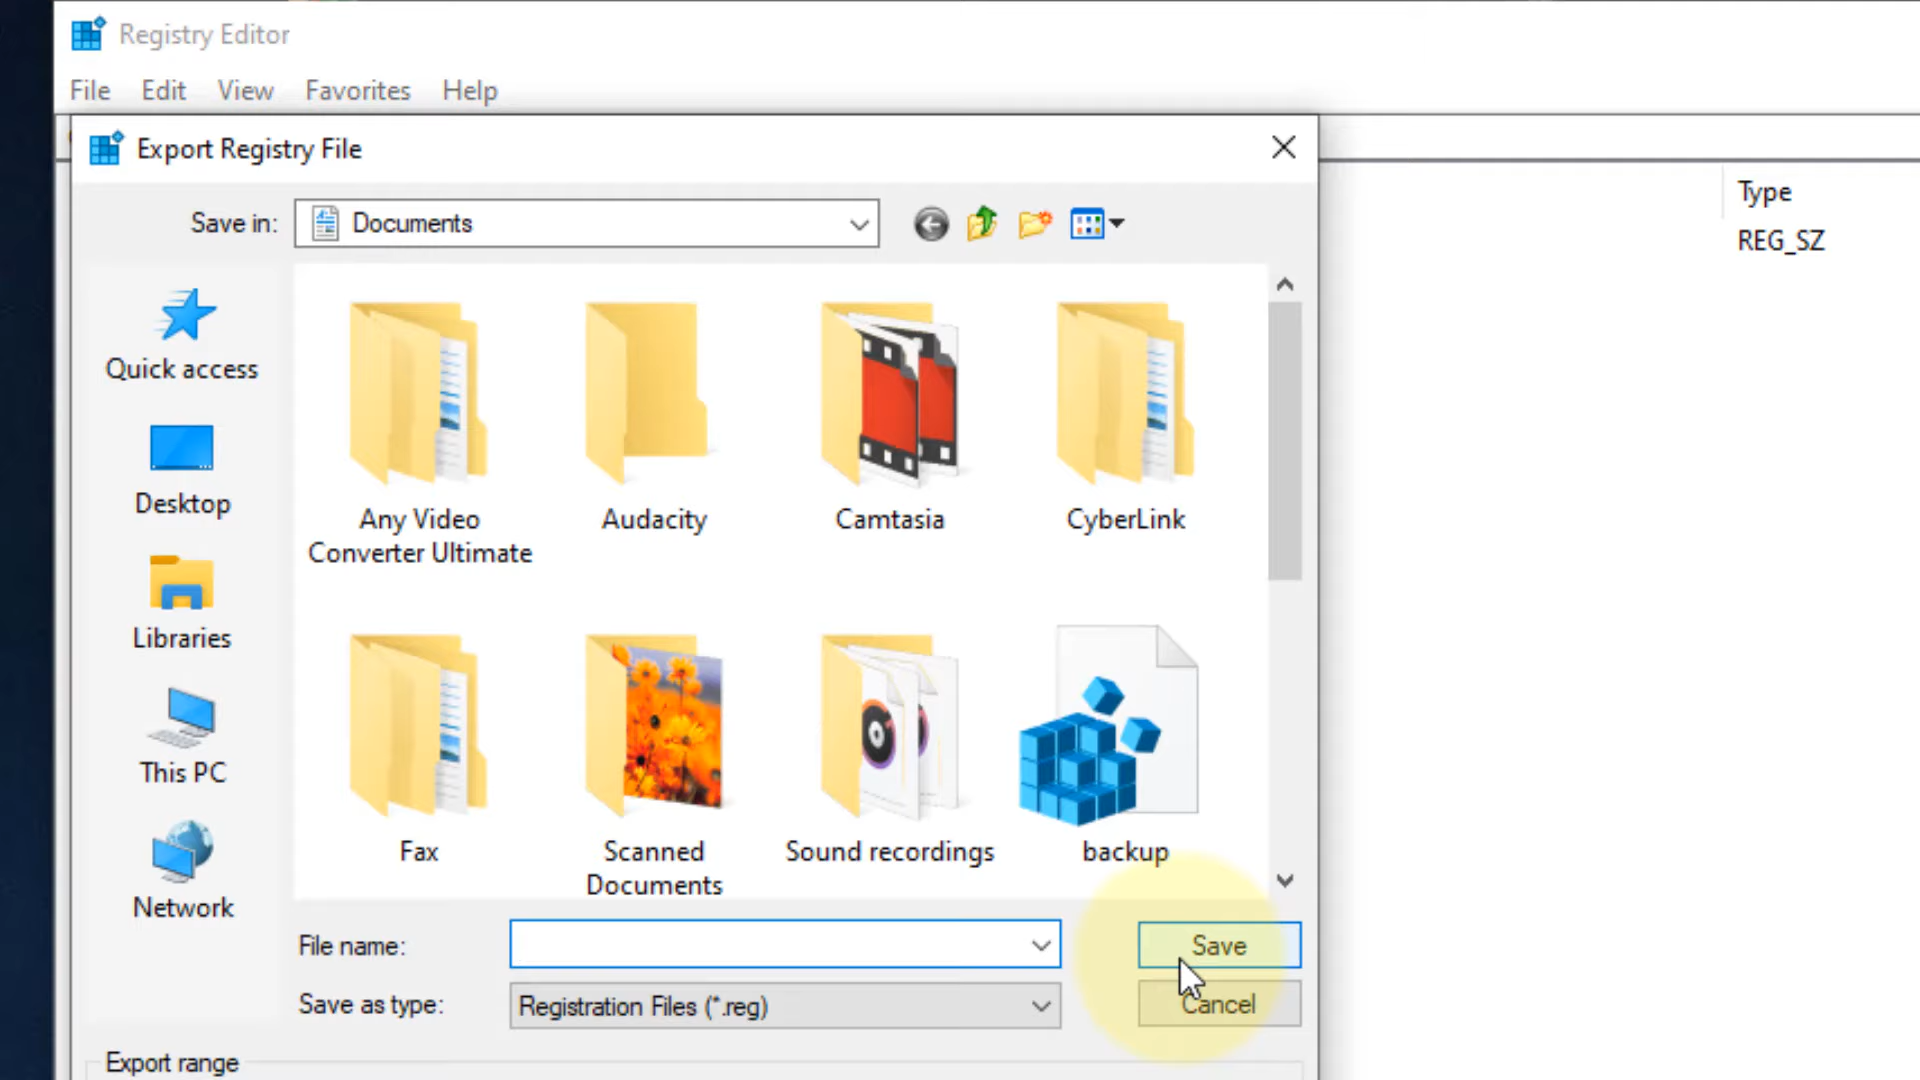 Registry Editor
File Edit View Favorites Help
Export Registry File
Save in: Documents
Type
REG_SZ
Quick access
Desktop
Libraries
This PC
Network
Any Video
Converter Ultimate
Audacity
Camtasia
CyberLink
Fax
Scanned
Documents
Sound recordings
backup
File name:
Save
Save as type: Registration Files (*.reg)
Cancel
Export range